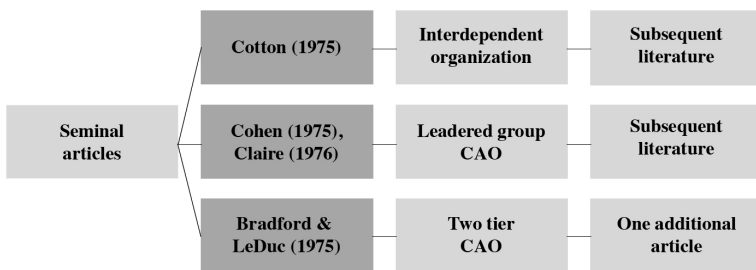 Seminal
articles
Cotton (1975)
Interdependent
organization
Subsequent
literature
Cohen (1975),
Claire (1976)
Leadered group
CAO
Subsequent
literature
Bradford &
LeDuc (1975)
Two tier
CAO
One additional
article